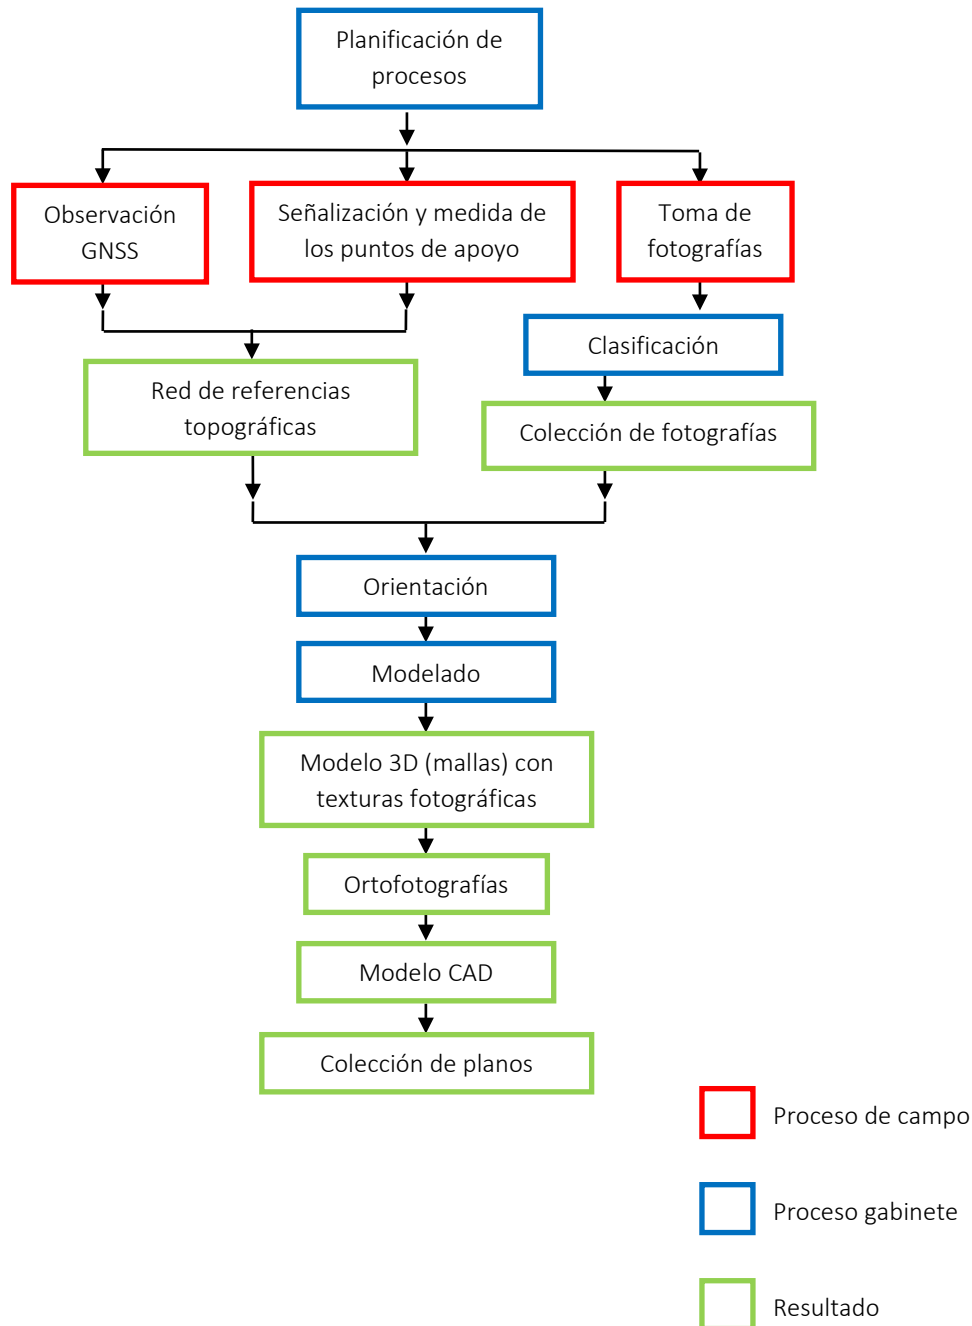 Planificación de
procesos
Observación
GNSS
Señalización y medida de
los puntos de apoyo
Toma de
fotografías
Clasificación
Red de referencias
topográficas
Colección de fotografías
Orientación
Modelado
Modelo 3D (mallas) con
texturas fotográficas
Ortofotografías
Modelo CAD
Colección de planos
Proceso de campo
Proceso gabinete
Resultado